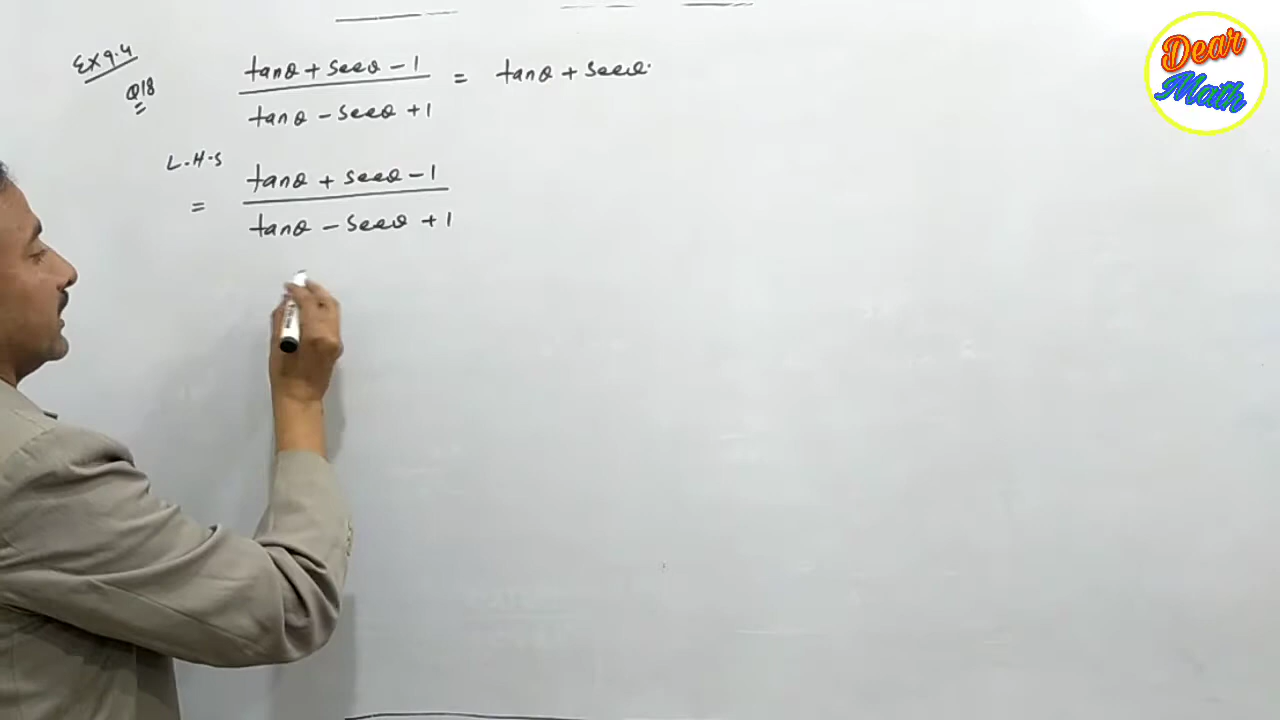 Ex 9.4
Q18
tanθ + secθ - 1 / tanθ - secθ + 1 = tanθ + secθ.
L.H.S
= tanθ + secθ - 1 / tanθ - secθ + 1
Dear
Math